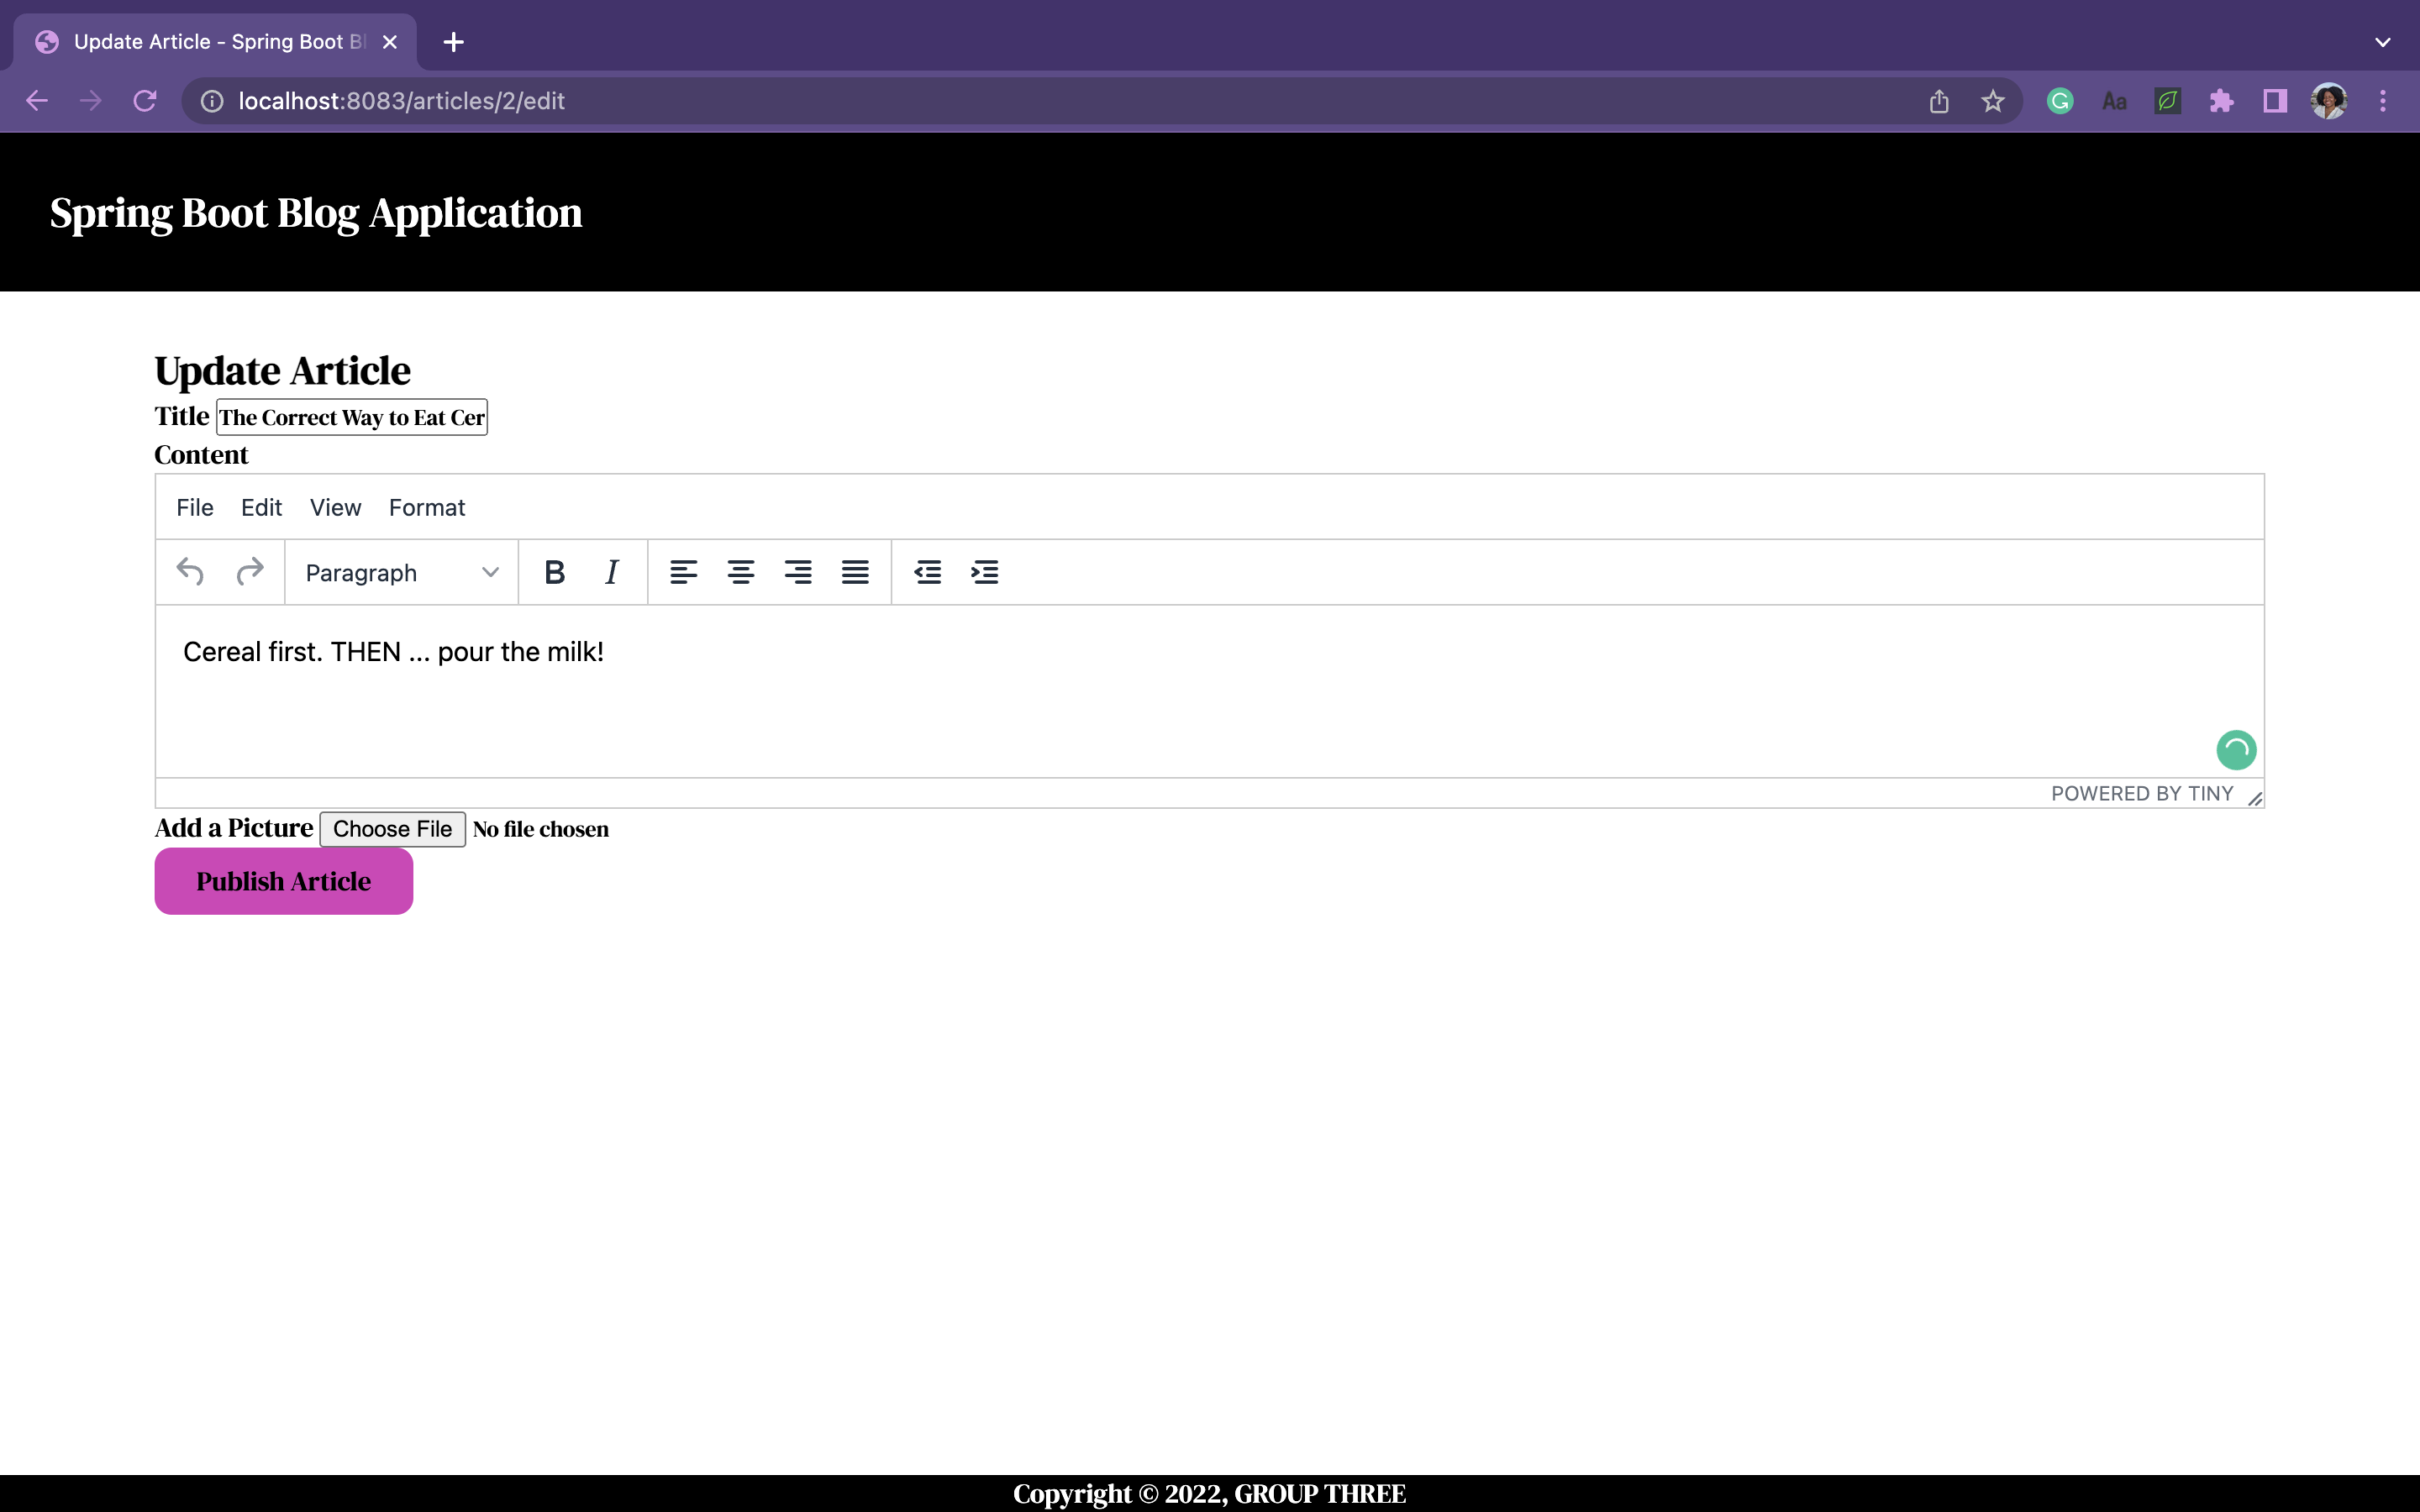 Update Article - Spring Boot Bl
localhost:8083/articles/2/edit
Aa
Spring Boot Blog Application
Update Article
Title The Correct Way to Eat Cer
Content
File Edit View Format
Paragraph B I
Cereal first. THEN ... pour the milk!
POWERED BY TINY
Add a Picture Choose File No file chosen
Publish Article
Copyright © 2022, GROUP THREE